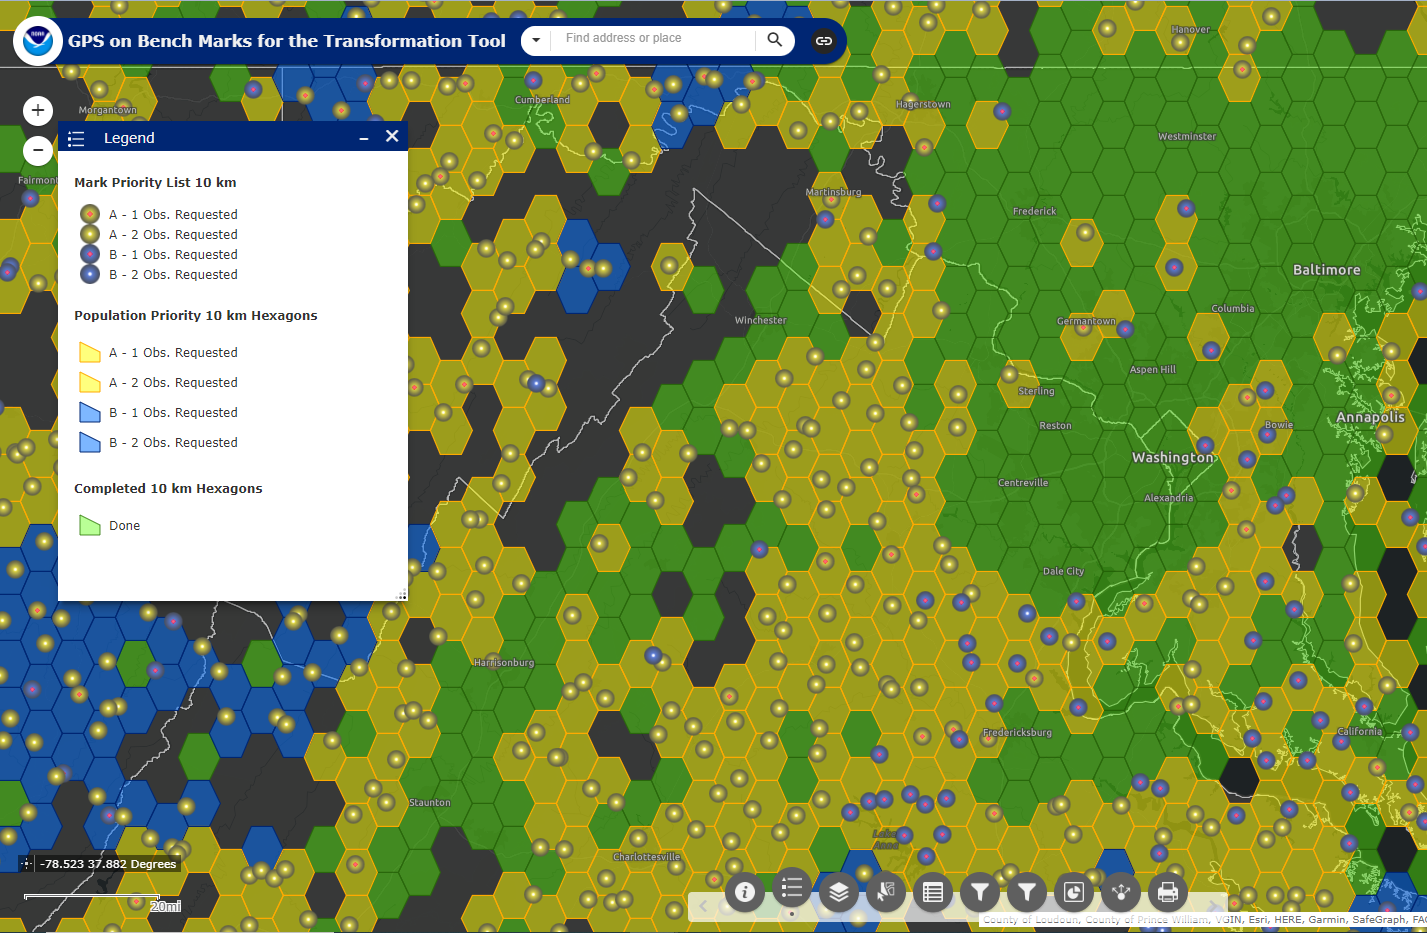 NOAA
GPS on Bench Marks for the Transformation Tool
Find address or place
Hanover
Morgantown
Cumberland
Hagerstown
Westminster
Fairmont
Legend
Mark Priority List 10 km
A - 1 Obs. Requested
A - 2 Obs. Requested
B - 1 Obs. Requested
B - 2 Obs. Requested
Population Priority 10 km Hexagons
A - 1 Obs. Requested
A - 2 Obs. Requested
B - 1 Obs. Requested
B - 2 Obs. Requested
Completed 10 km Hexagons
Done
Martinsburg
Frederick
Baltimore
Columbia
Winchester
Germantown
Aspen Hill
Sterling
Reston
Bowie
Annapolis
Washington
Centreville
Alexandria
Dale City
Harrisonburg
Fredericksburg
California
Staunton
Charlottesville
Lake
Anna
-78.523 37.882 Degrees
20mi
County of Loudoun, County of Prince William, VGIN, Esri, HERE, Garmin, SafeGraph, FAO